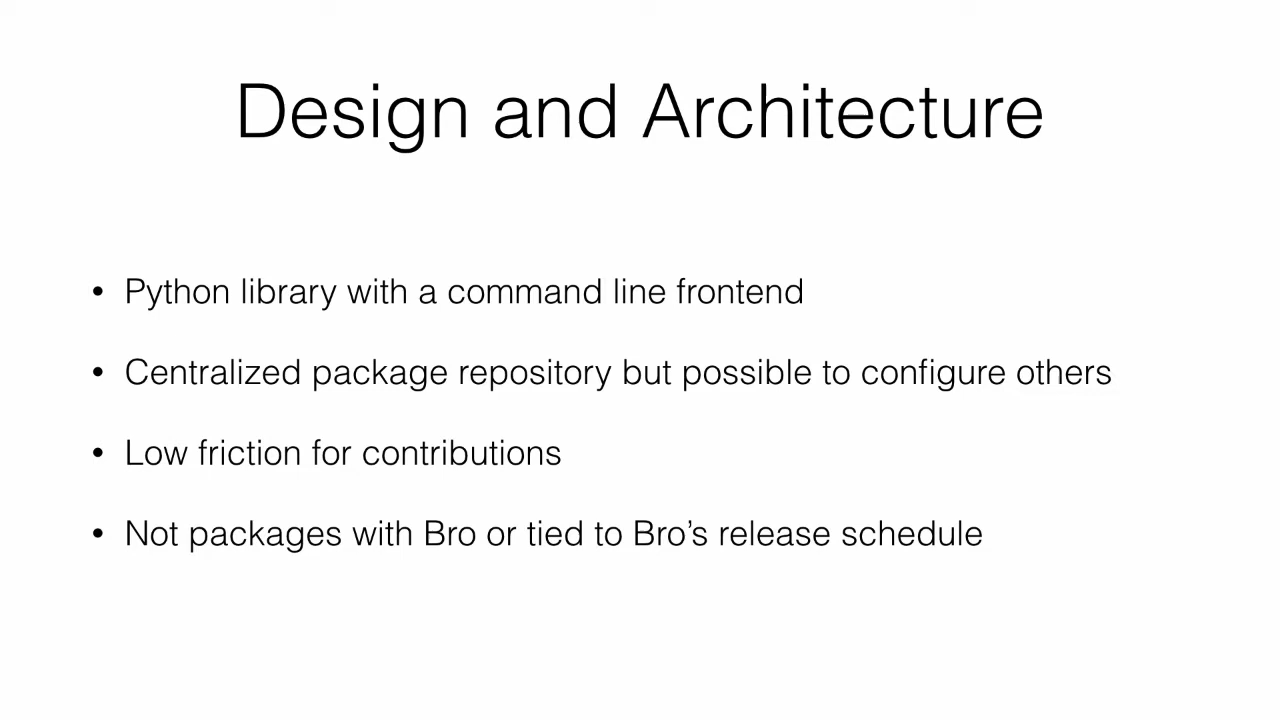 Design and Architecture
• Python library with a command line frontend
• Centralized package repository but possible to configure others
• Low friction for contributions
• Not packages with Bro or tied to Bro’s release schedule